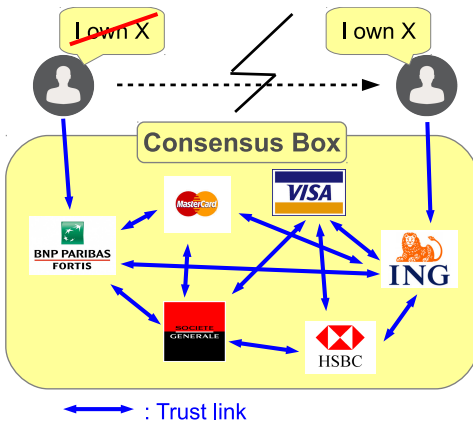 I own X
I own X
Consensus Box
MasterCard
VISA
BNP PARIBAS
FORTIS
ING
SOCIETE
GENERALE
HSBC
: Trust link